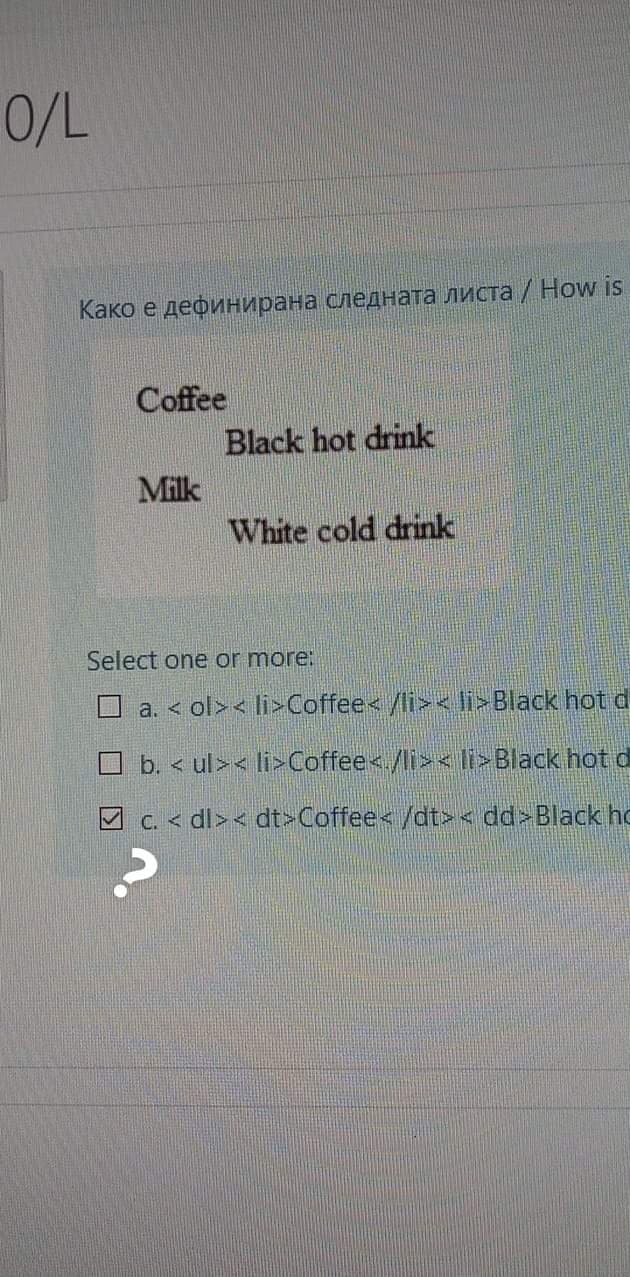 O/L
Како е дефинирана следната листа / How is
Coffee
Black hot drink
Milk
White cold drink
Select one or more:
a. < ol>< li>Coffee< /li>< li>Black hot d
b. < ul>< li>Coffee< /li>< li>Black hot d
c. < dl>< dt>Coffee< /dt>< dd>Black ho
?